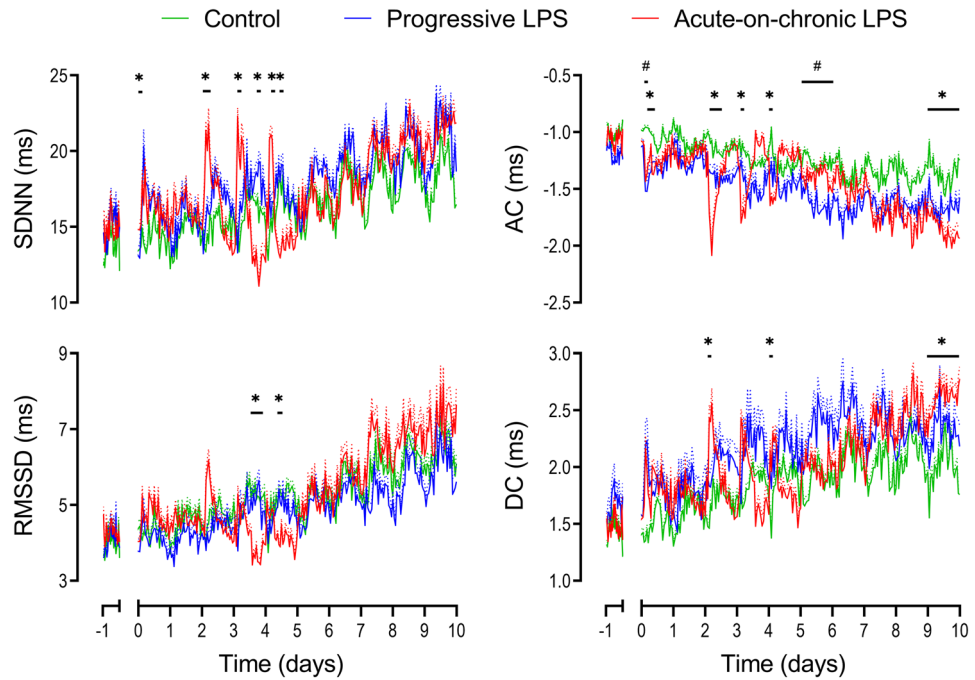 Control Progressive LPS Acute-on-chronic LPS
* * * * * *
25
20
15
10
SDNN (ms)
# #
* * * * *
-0.5
-1.0
-1.5
-2.0
-2.5
AC (ms)
* *
9
7
5
3
RMSSD (ms)
-1 0 1 2 3 4 5 6 7 8 9 10
Time (days)
* * *
3.0
2.5
2.0
1.5
1.0
DC (ms)
-1 0 1 2 3 4 5 6 7 8 9 10
Time (days)